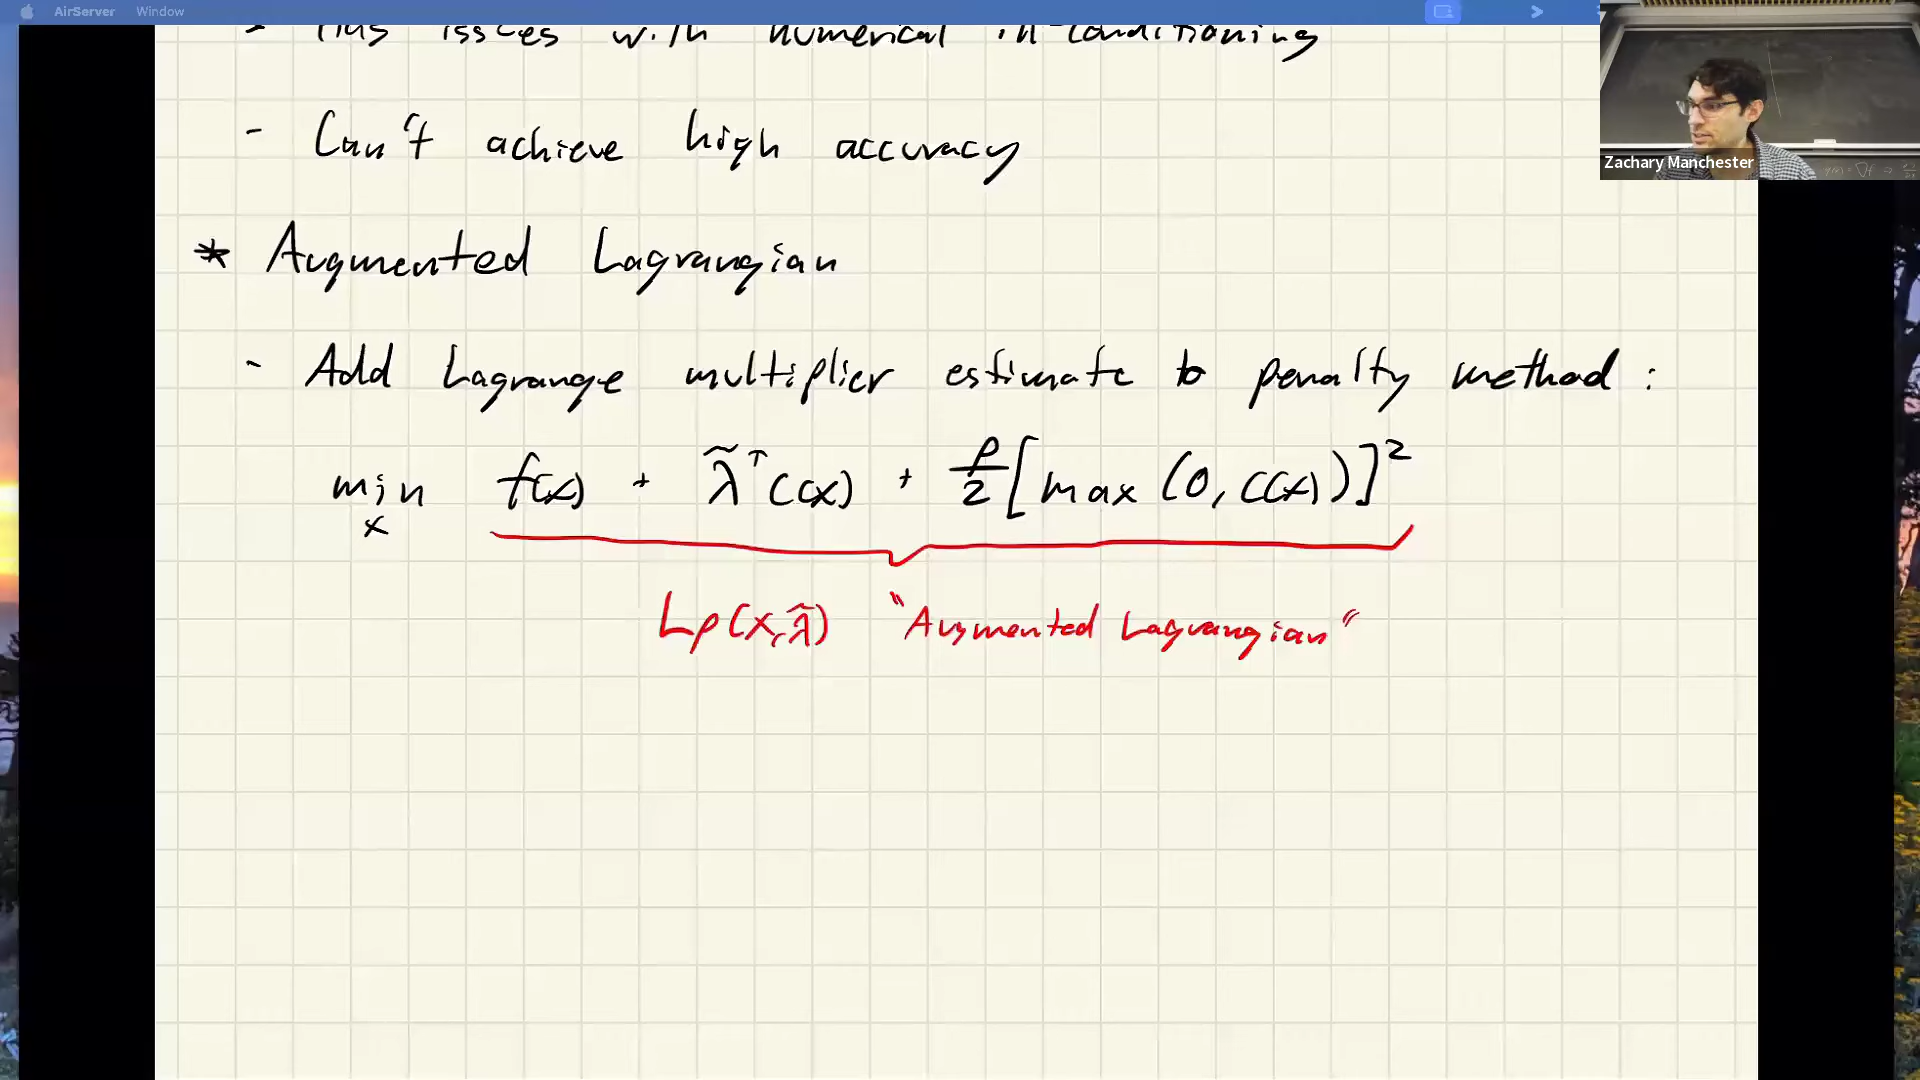 AirServer Window
- Has issues with numerical ill-conditioning
- Can't achieve high accuracy
Zachary Manchester
* Augmented Lagrangian
- Add Lagrange multiplier estimate to penalty method:
min f(x) + λ̃ᵀ C(x) + ρ/2 [max(0, C(x))]²
x
Lρ(x, λ̃) "Augmented Lagrangian"